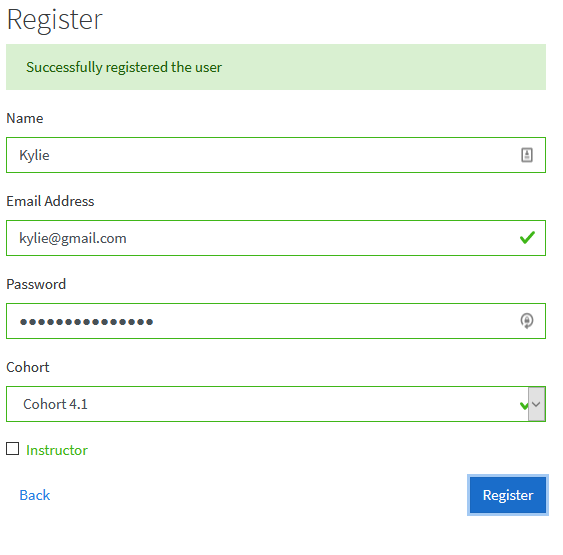 Register
Successfully registered the user
Name
Kylie
Email Address
kylie@gmail.com
Password
●●●●●●●●●●●●●●●
Cohort
Cohort 4.1
Instructor
Back
Register